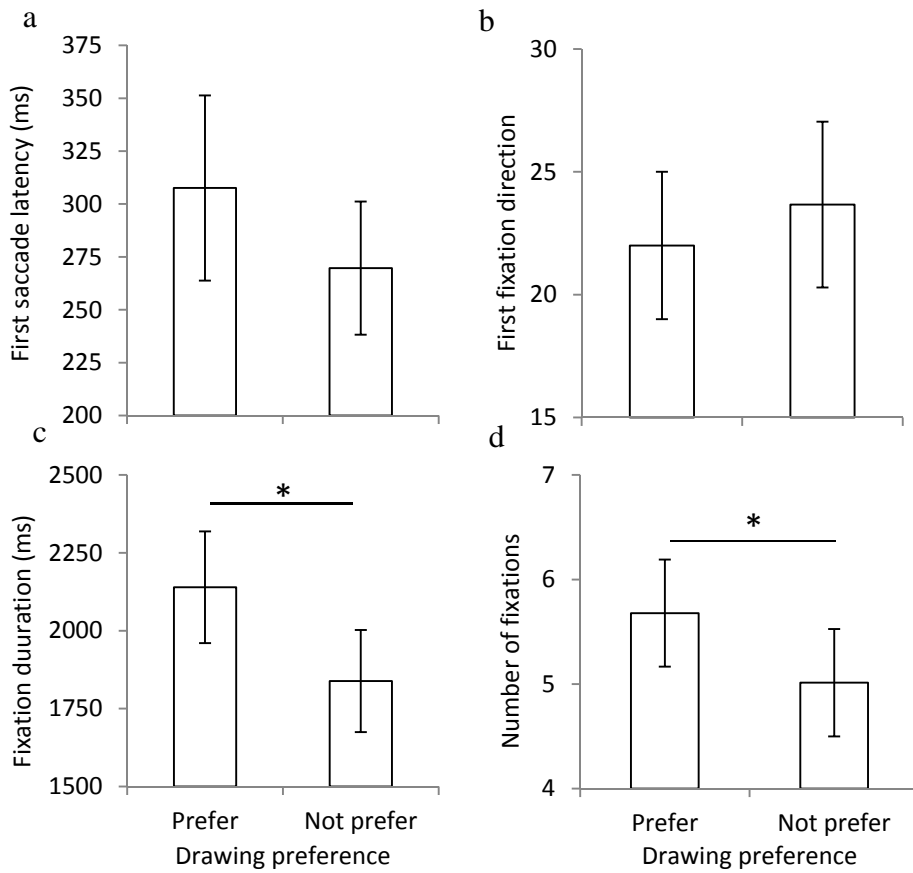 a
First saccade latency (ms)
375
350
325
300
275
250
225
200
b
First fixation direction
30
25
20
15
c
Fixation duuration (ms)
2500
2250
2000
1750
1500
*
Prefer
Not prefer
Drawing preference
d
Number of fixations
7
6
5
4
*
Prefer
Not prefer
Drawing preference